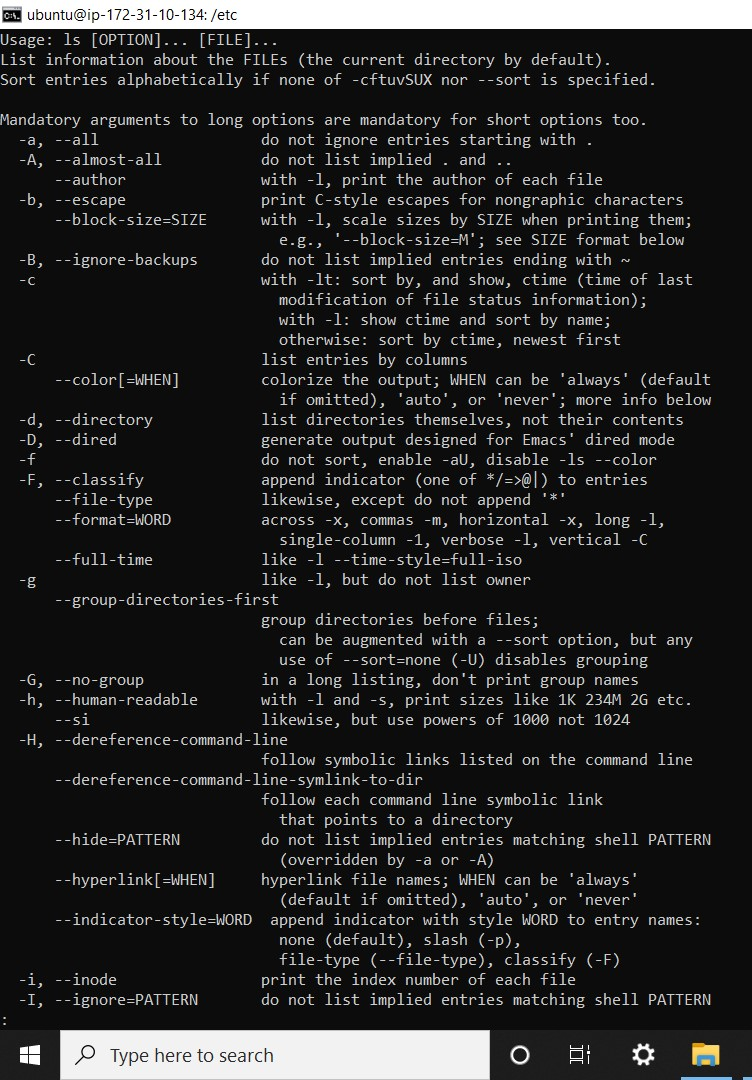 ubuntu@ip-172-31-10-134: /etc
Usage: ls [OPTION]... [FILE]...
List information about the FILEs (the current directory by default).
Sort entries alphabetically if none of -cftuvSUX nor --sort is specified.

Mandatory arguments to long options are mandatory for short options too.
  -a, --all                  do not ignore entries starting with .
  -A, --almost-all           do not list implied . and ..
      --author               with -l, print the author of each file
  -b, --escape               print C-style escapes for nongraphic characters
      --block-size=SIZE      with -l, scale sizes by SIZE when printing them;
                               e.g., '--block-size=M'; see SIZE format below
  -B, --ignore-backups       do not list implied entries ending with ~
  -c                         with -lt: sort by, and show, ctime (time of last
                               modification of file status information);
                               with -l: show ctime and sort by name;
                               otherwise: sort by ctime, newest first
  -C                         list entries by columns
      --color[=WHEN]         colorize the output; WHEN can be 'always' (default
                               if omitted), 'auto', or 'never'; more info below
  -d, --directory            list directories themselves, not their contents
  -D, --dired                generate output designed for Emacs' dired mode
  -f                         do not sort, enable -aU, disable -ls --color
  -F, --classify             append indicator (one of */=>@|) to entries
      --file-type            likewise, except do not append '*'
      --format=WORD          across -x, commas -m, horizontal -x, long -l,
                               single-column -1, verbose -l, vertical -C
      --full-time            like -l --time-style=full-iso
  -g                         like -l, but do not list owner
      --group-directories-first
                             group directories before files;
                               can be augmented with a --sort option, but any
                               use of --sort=none (-U) disables grouping
  -G, --no-group             in a long listing, don't print group names
  -h, --human-readable       with -l and -s, print sizes like 1K 234M 2G etc.
      --si                   likewise, but use powers of 1000 not 1024
  -H, --dereference-command-line
                             follow symbolic links listed on the command line
      --dereference-command-line-symlink-to-dir
                             follow each command line symbolic link
                               that points to a directory
      --hide=PATTERN         do not list implied entries matching shell PATTERN
                               (overridden by -a or -A)
      --hyperlink[=WHEN]     hyperlink file names; WHEN can be 'always'
                               (default if omitted), 'auto', or 'never'
      --indicator-style=WORD  append indicator with style WORD to entry names:
                               none (default), slash (-p),
                               file-type (--file-type), classify (-F)
  -i, --inode                print the index number of each file
  -I, --ignore=PATTERN       do not list implied entries matching shell PATTERN
:
Type here to search